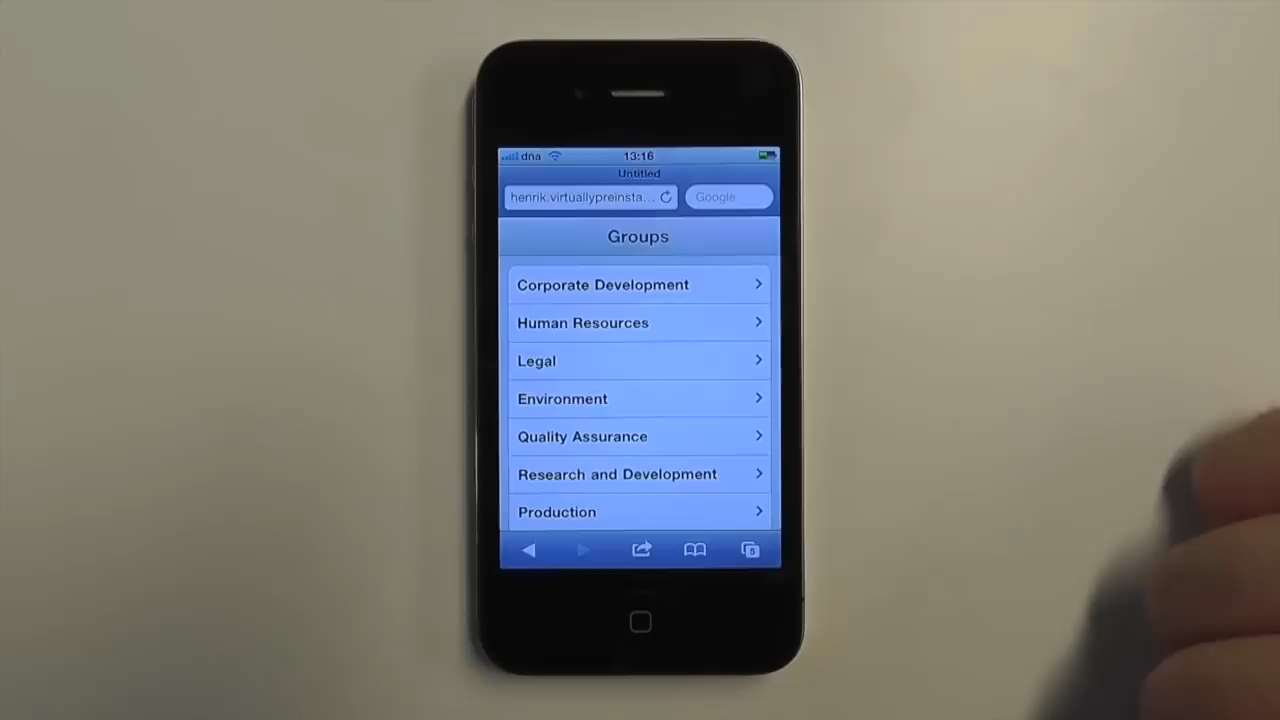 dna 13:16
Untitled
henrik.virtuallypreinsta... Google
Groups
Corporate Development
Human Resources
Legal
Environment
Quality Assurance
Research and Development
Production
5